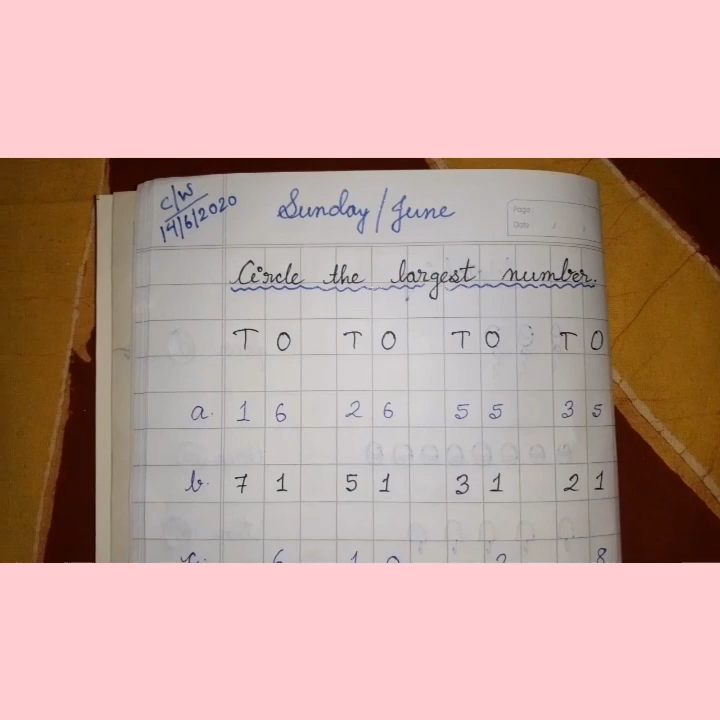 C/W
14/6/2020
Sunday/June
Page
Date / /
Circle the largest number.
T O T O T O T O
a. 1 6 2 6 5 5 3 5
b. 7 1 5 1 3 1 2 1